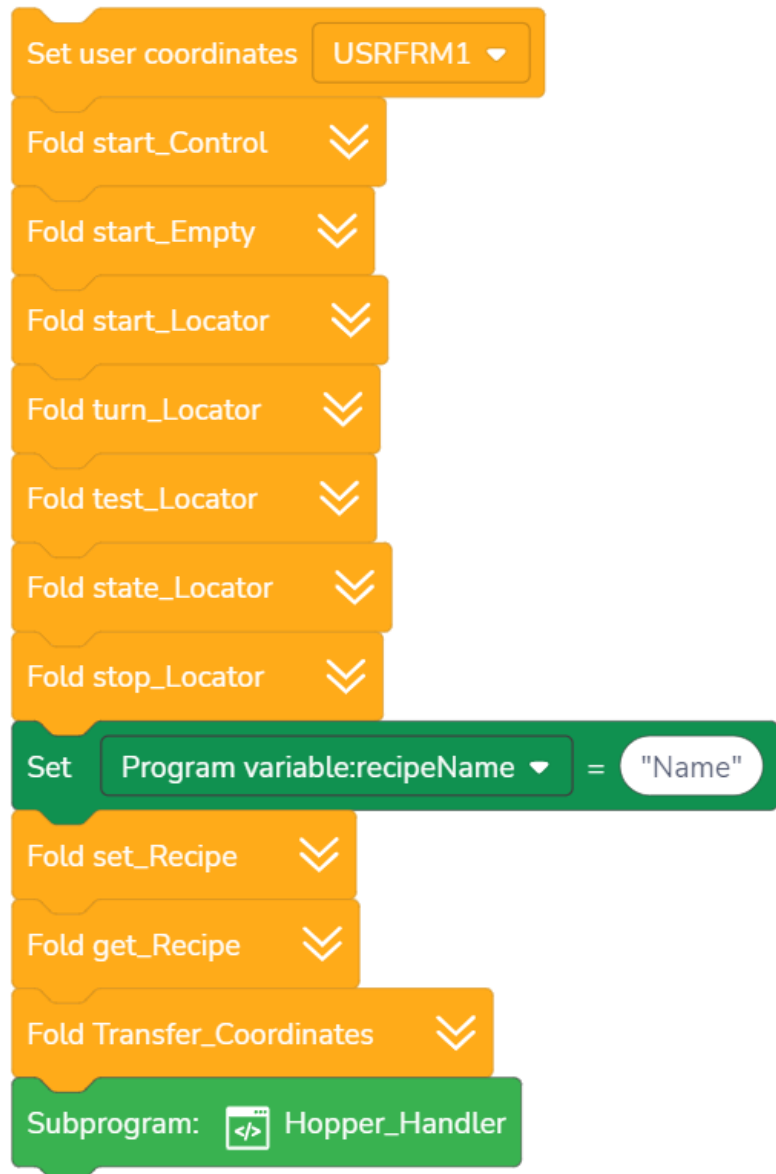 Set user coordinates USRFRM1
Fold start_Control
Fold start_Empty
Fold start_Locator
Fold turn_Locator
Fold test_Locator
Fold state_Locator
Fold stop_Locator
Set Program variable:recipeName = "Name"
Fold set_Recipe
Fold get_Recipe
Fold Transfer_Coordinates
Subprogram: </> Hopper_Handler